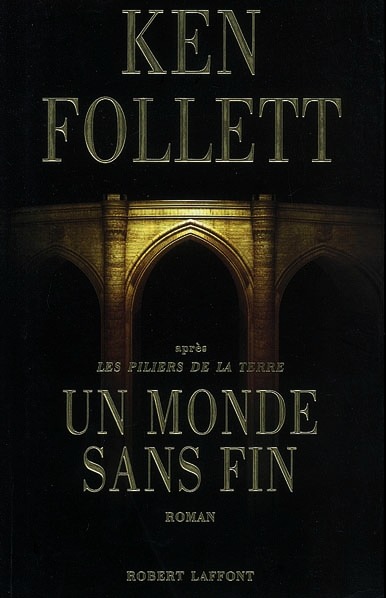 KEN
FOLLETT
après
LES PILIERS DE LA TERRE
UN MONDE
SANS FIN
ROMAN
ROBERT LAFFONT